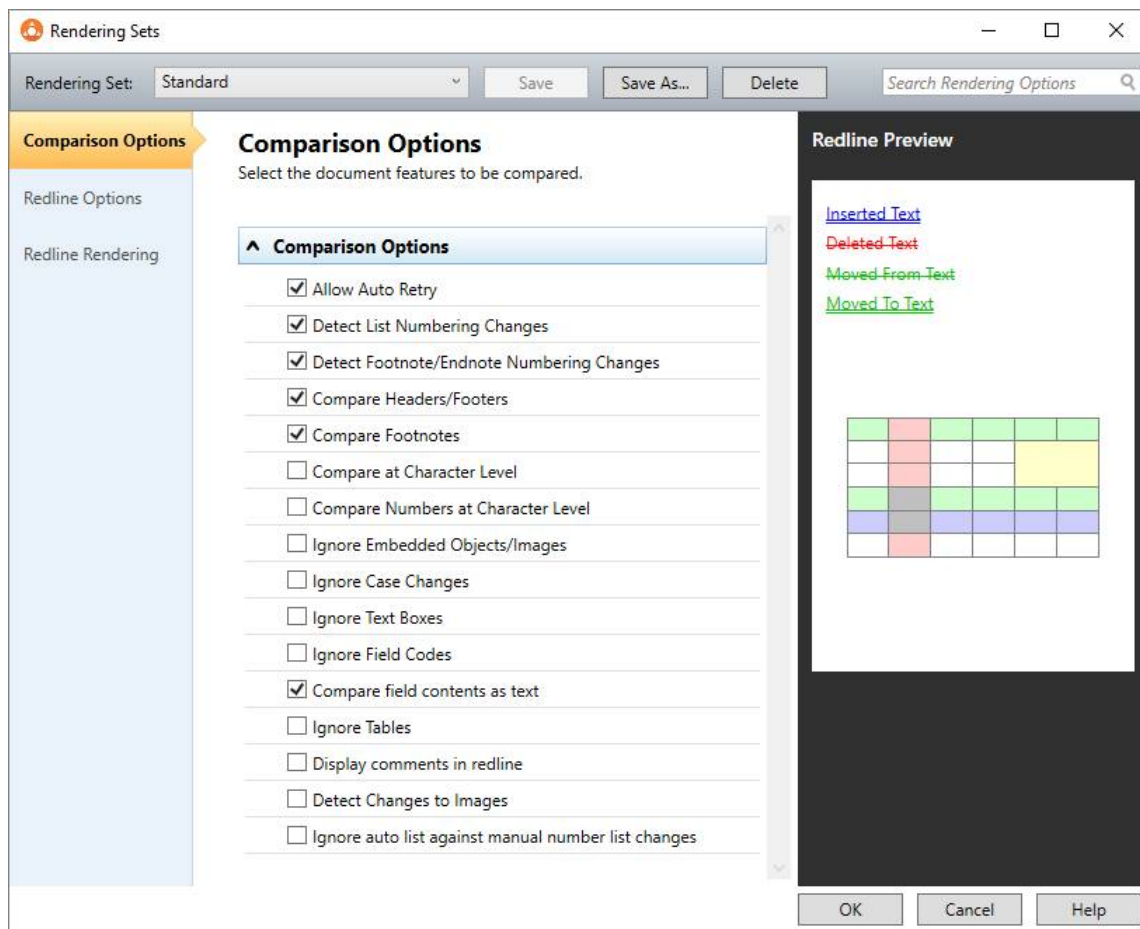 Rendering Sets
Rendering Set: Standard Save Save As... Delete Search Rendering Options
Comparison Options
Redline Options
Redline Rendering
Comparison Options
Select the document features to be compared.
Comparison Options
Allow Auto Retry
Detect List Numbering Changes
Detect Footnote/Endnote Numbering Changes
Compare Headers/Footers
Compare Footnotes
Compare at Character Level
Compare Numbers at Character Level
Ignore Embedded Objects/Images
Ignore Case Changes
Ignore Text Boxes
Ignore Field Codes
Compare field contents as text
Ignore Tables
Display comments in redline
Detect Changes to Images
Ignore auto list against manual number list changes
Redline Preview
Inserted Text
Deleted Text
Moved From Text
Moved To Text
OK Cancel Help